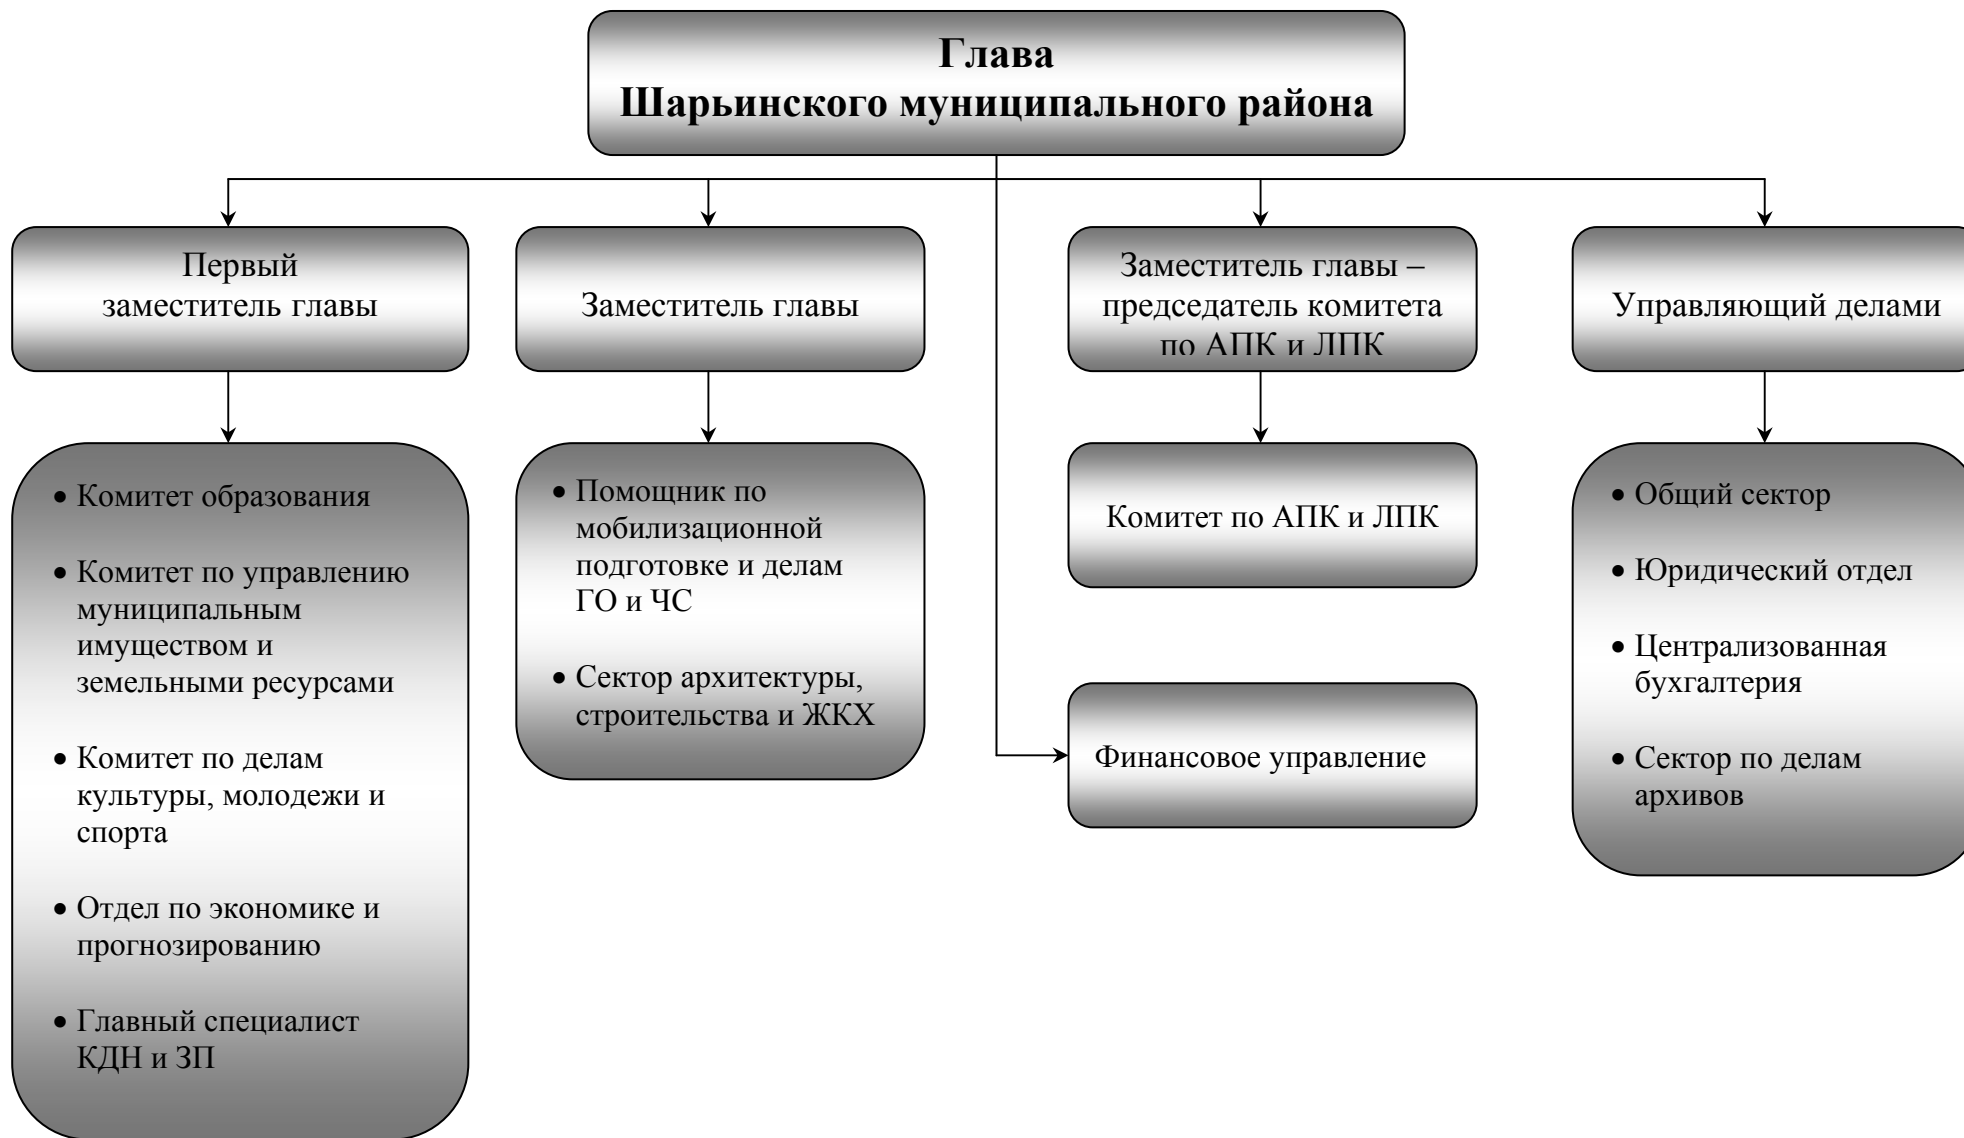 Глава
Шарьинского муниципального района
Первый
заместитель главы
Заместитель главы
Заместитель главы –
председатель комитета
по АПК и ЛПК
Управляющий делами
• Комитет образования
• Комитет по управлению
муниципальным
имуществом и
земельными ресурсами
• Комитет по делам
культуры, молодежи и
спорта
• Отдел по экономике и
прогнозированию
• Главный специалист
КДН и ЗП
• Помощник по
мобилизационной
подготовке и делам
ГО и ЧС
• Сектор архитектуры,
строительства и ЖКХ
Комитет по АПК и ЛПК
Финансовое управление
• Общий сектор
• Юридический отдел
• Централизованная
бухгалтерия
• Сектор по делам
архивов